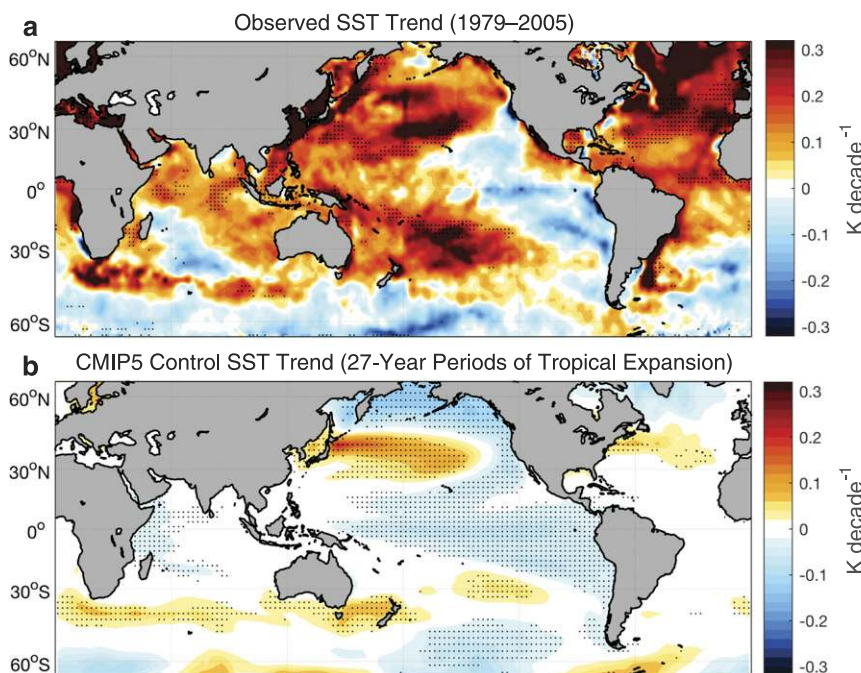 a Observed SST Trend (1979–2005)
60°N
30°N
0°
30°S
60°S
0.3
0.2
0.1
0
-0.1
-0.2
-0.3
K decade⁻¹
b CMIP5 Control SST Trend (27-Year Periods of Tropical Expansion)
60°N
30°N
0°
30°S
60°S
0.3
0.2
0.1
0
-0.1
-0.2
-0.3
K decade⁻¹